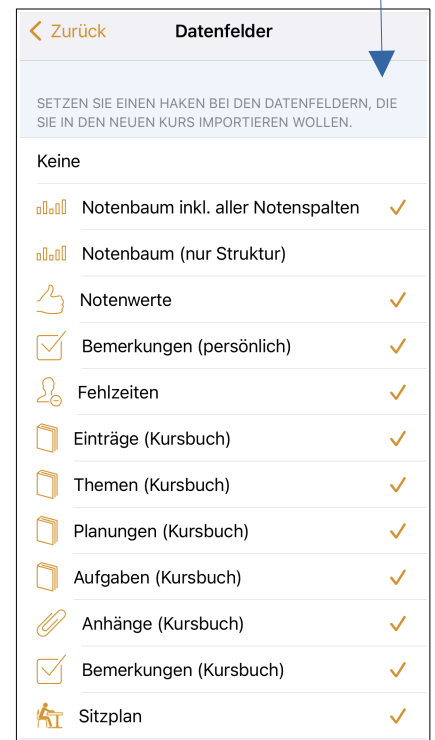 Zurück
Datenfelder
SETZEN SIE EINEN HAKEN BEI DEN DATENFELDERN, DIE
SIE IN DEN NEUEN KURS IMPORTIEREN WOLLEN.
Keine
Notenbaum inkl. aller Notenspalten
Notenbaum (nur Struktur)
Notenwerte
Bemerkungen (persönlich)
Fehlzeiten
Einträge (Kursbuch)
Themen (Kursbuch)
Planungen (Kursbuch)
Aufgaben (Kursbuch)
Anhänge (Kursbuch)
Bemerkungen (Kursbuch)
Sitzplan